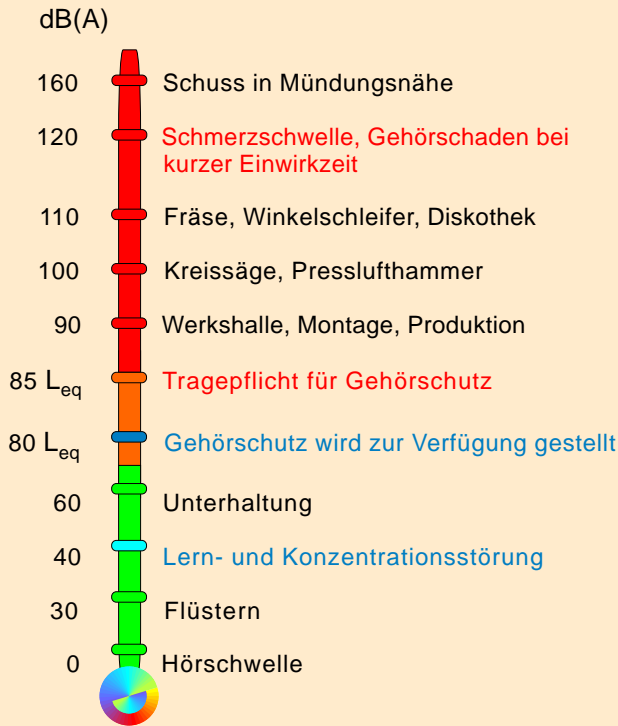 dB(A)
160 Schuss in Mündungsnähe
120 Schmerzschwelle, Gehörschaden bei
kurzer Einwirkzeit
110 Fräse, Winkelschleifer, Diskothek
100 Kreissäge, Presslufthammer
90 Werkshalle, Montage, Produktion
85 Leq Tragepflicht für Gehörschutz
80 Leq Gehörschutz wird zur Verfügung gestellt
60 Unterhaltung
40 Lern- und Konzentrationsstörung
30 Flüstern
0 Hörschwelle